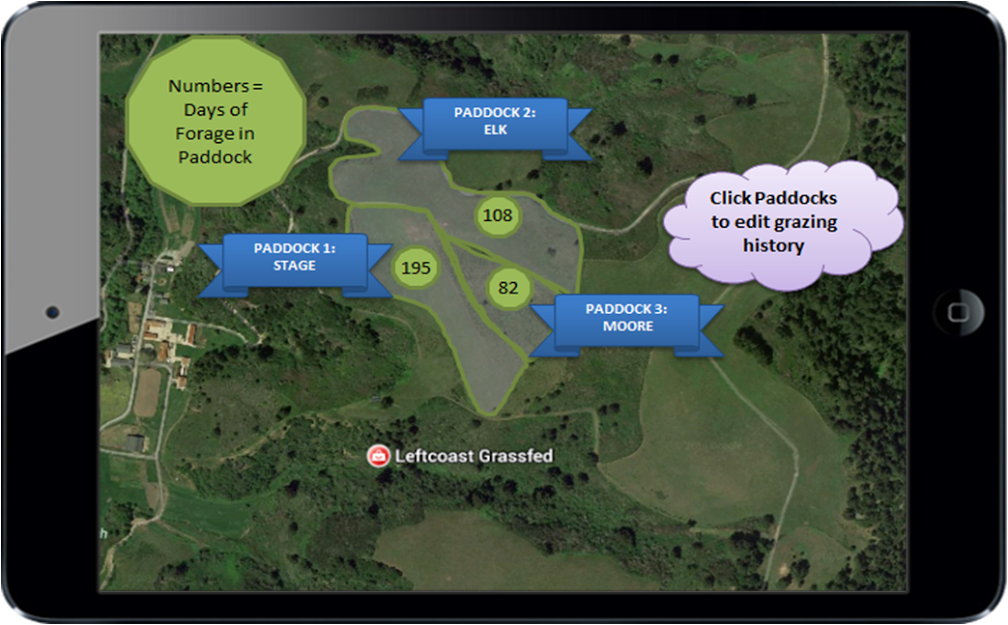 Numbers =
Days of
Forage in
Paddock
PADDOCK 2:
ELK
Click Paddocks
to edit grazing
history
108
PADDOCK 1:
STAGE
195
82
PADDOCK 3:
MOORE
Leftcoast Grassfed
h